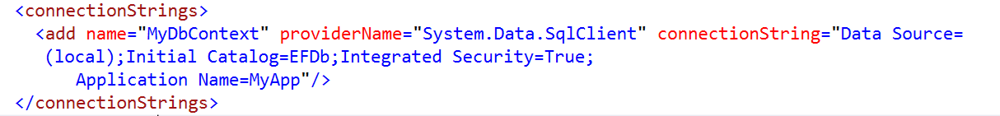 <connectionStrings>
<add name="MyDbContext" providerName="System.Data.SqlClient" connectionString="Data Source=
(local);Initial Catalog=EFDb;Integrated Security=True;
Application Name=MyApp"/>
</connectionStrings>